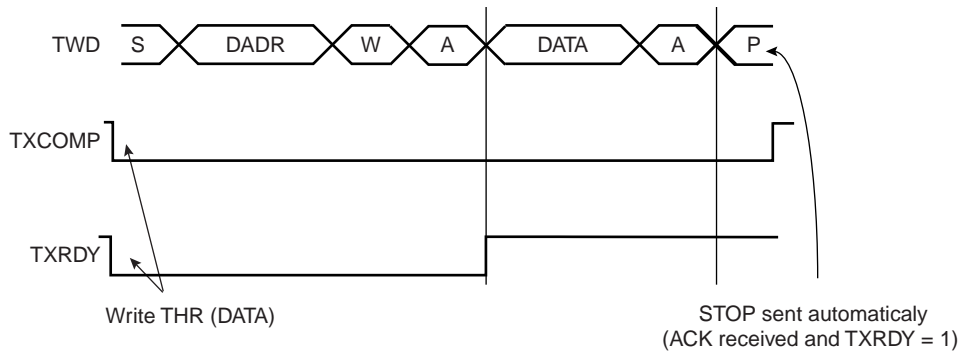 TWD S DADR W A DATA A P
TXCOMP
TXRDY
Write THR (DATA)
STOP sent automaticaly
(ACK received and TXRDY = 1)